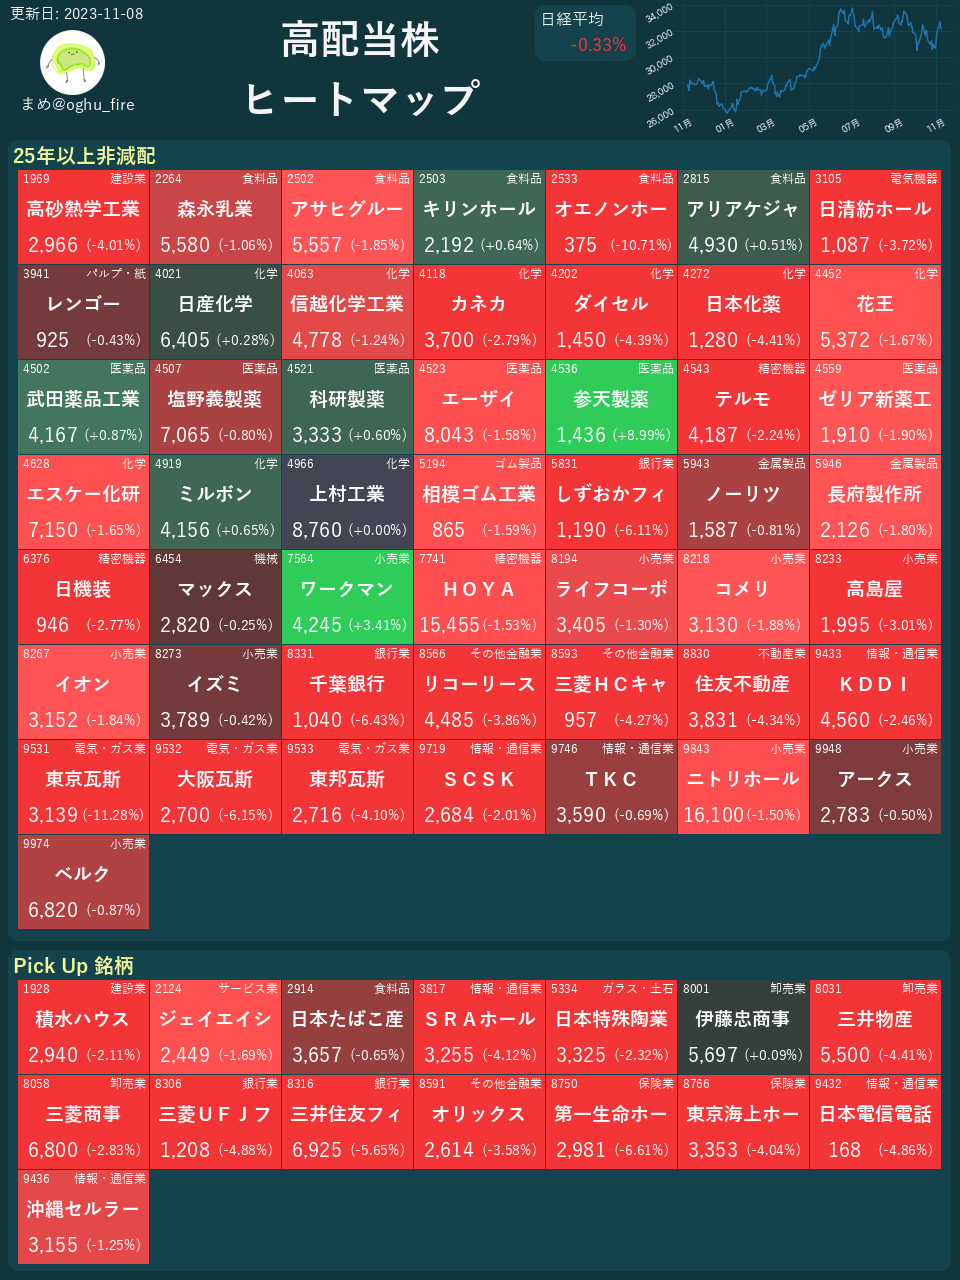 更新日: 2023-11-08
まめ@oghu_fire
高配当株
ヒートマップ
日経平均
-0.33%
34,000
32,000
30,000
28,000
26,000
11月 01月 03月 05月 07月 09月 11月
25年以上非減配
1969 建設業 2264 食料品 2502 食料品 2503 食料品 2533 食料品 2815 食料品 3105 電気機器
高砂熱学工業 森永乳業 アサヒグルー キリンホール オエノンホー アリアケジャ 日清紡ホール
2,966 (-4.01%) 5,580 (-1.06%) 5,557 (-1.85%) 2,192 (+0.64%) 375 (-10.71%) 4,930 (+0.51%) 1,087 (-3.72%)
3941 パルプ・紙 4021 化学 4063 化学 4118 化学 4202 化学 4272 化学 4452 化学
レンゴー 日産化学 信越化学工業 カネカ ダイセル 日本化薬 花王
925 (-0.43%) 6,405 (+0.28%) 4,778 (-1.24%) 3,700 (-2.79%) 1,450 (-4.39%) 1,280 (-4.41%) 5,372 (-1.67%)
4502 医薬品 4507 医薬品 4521 医薬品 4523 医薬品 4536 医薬品 4543 精密機器 4559 医薬品
武田薬品工業 塩野義製薬 科研製薬 エーザイ 参天製薬 テルモ ゼリア新薬工
4,167 (+0.87%) 7,065 (-0.80%) 3,333 (+0.60%) 8,043 (-1.58%) 1,436 (+8.99%) 4,187 (-2.24%) 1,910 (-1.90%)
4628 化学 4919 化学 4966 化学 5194 ゴム製品 5831 銀行業 5943 金属製品 5946 金属製品
エスケー化研 ミルボン 上村工業 相模ゴム工業 しずおかフィ ノーリツ 長府製作所
7,150 (-1.65%) 4,156 (+0.65%) 8,760 (+0.00%) 865 (-1.59%) 1,190 (-6.11%) 1,587 (-0.81%) 2,126 (-1.80%)
6376 精密機器 6454 機械 7564 小売業 7741 精密機器 8194 小売業 8218 小売業 8233 小売業
日機装 マックス ワークマン ＨＯＹＡ ライフコーポ コメリ 高島屋
946 (-2.77%) 2,820 (-0.25%) 4,245 (+3.41%) 15,455 (-1.53%) 3,405 (-1.30%) 3,130 (-1.88%) 1,995 (-3.01%)
8267 小売業 8273 小売業 8331 銀行業 8566 その他金融業 8593 その他金融業 8830 不動産業 9433 情報・通信業
イオン イズミ 千葉銀行 リコーリース 三菱ＨＣキャ 住友不動産 ＫＤＤＩ
3,152 (-1.84%) 3,789 (-0.42%) 1,040 (-6.43%) 4,485 (-3.86%) 957 (-4.27%) 3,831 (-4.34%) 4,560 (-2.46%)
9531 電気・ガス業 9532 電気・ガス業 9533 電気・ガス業 9719 情報・通信業 9746 情報・通信業 9843 小売業 9948 小売業
東京瓦斯 大阪瓦斯 東邦瓦斯 ＳＣＳＫ ＴＫＣ ニトリホール アークス
3,139 (-11.28%) 2,700 (-6.15%) 2,716 (-4.10%) 2,684 (-2.01%) 3,590 (-0.69%) 16,100 (-1.50%) 2,783 (-0.50%)
9974 小売業
ベルク
6,820 (-0.87%)
Pick Up 銘柄
1928 建設業 2124 サービス業 2914 食料品 3817 情報・通信業 5334 ガラス・土石 8001 卸売業 8031 卸売業
積水ハウス ジェイエイシ 日本たばこ産 ＳＲＡホール 日本特殊陶業 伊藤忠商事 三井物産
2,940 (-2.11%) 2,449 (-1.69%) 3,657 (-0.65%) 3,255 (-4.12%) 3,325 (-2.32%) 5,697 (+0.09%) 5,500 (-4.41%)
8058 卸売業 8306 銀行業 8316 銀行業 8591 その他金融業 8750 保険業 8766 保険業 9432 情報・通信業
三菱商事 三菱ＵＦＪフ 三井住友フィ オリックス 第一生命ホー 東京海上ホー 日本電信電話
6,800 (-2.83%) 1,208 (-4.88%) 6,925 (-5.65%) 2,614 (-3.58%) 2,981 (-6.61%) 3,353 (-4.04%) 168 (-4.86%)
9436 情報・通信業
沖縄セルラー
3,155 (-1.25%)